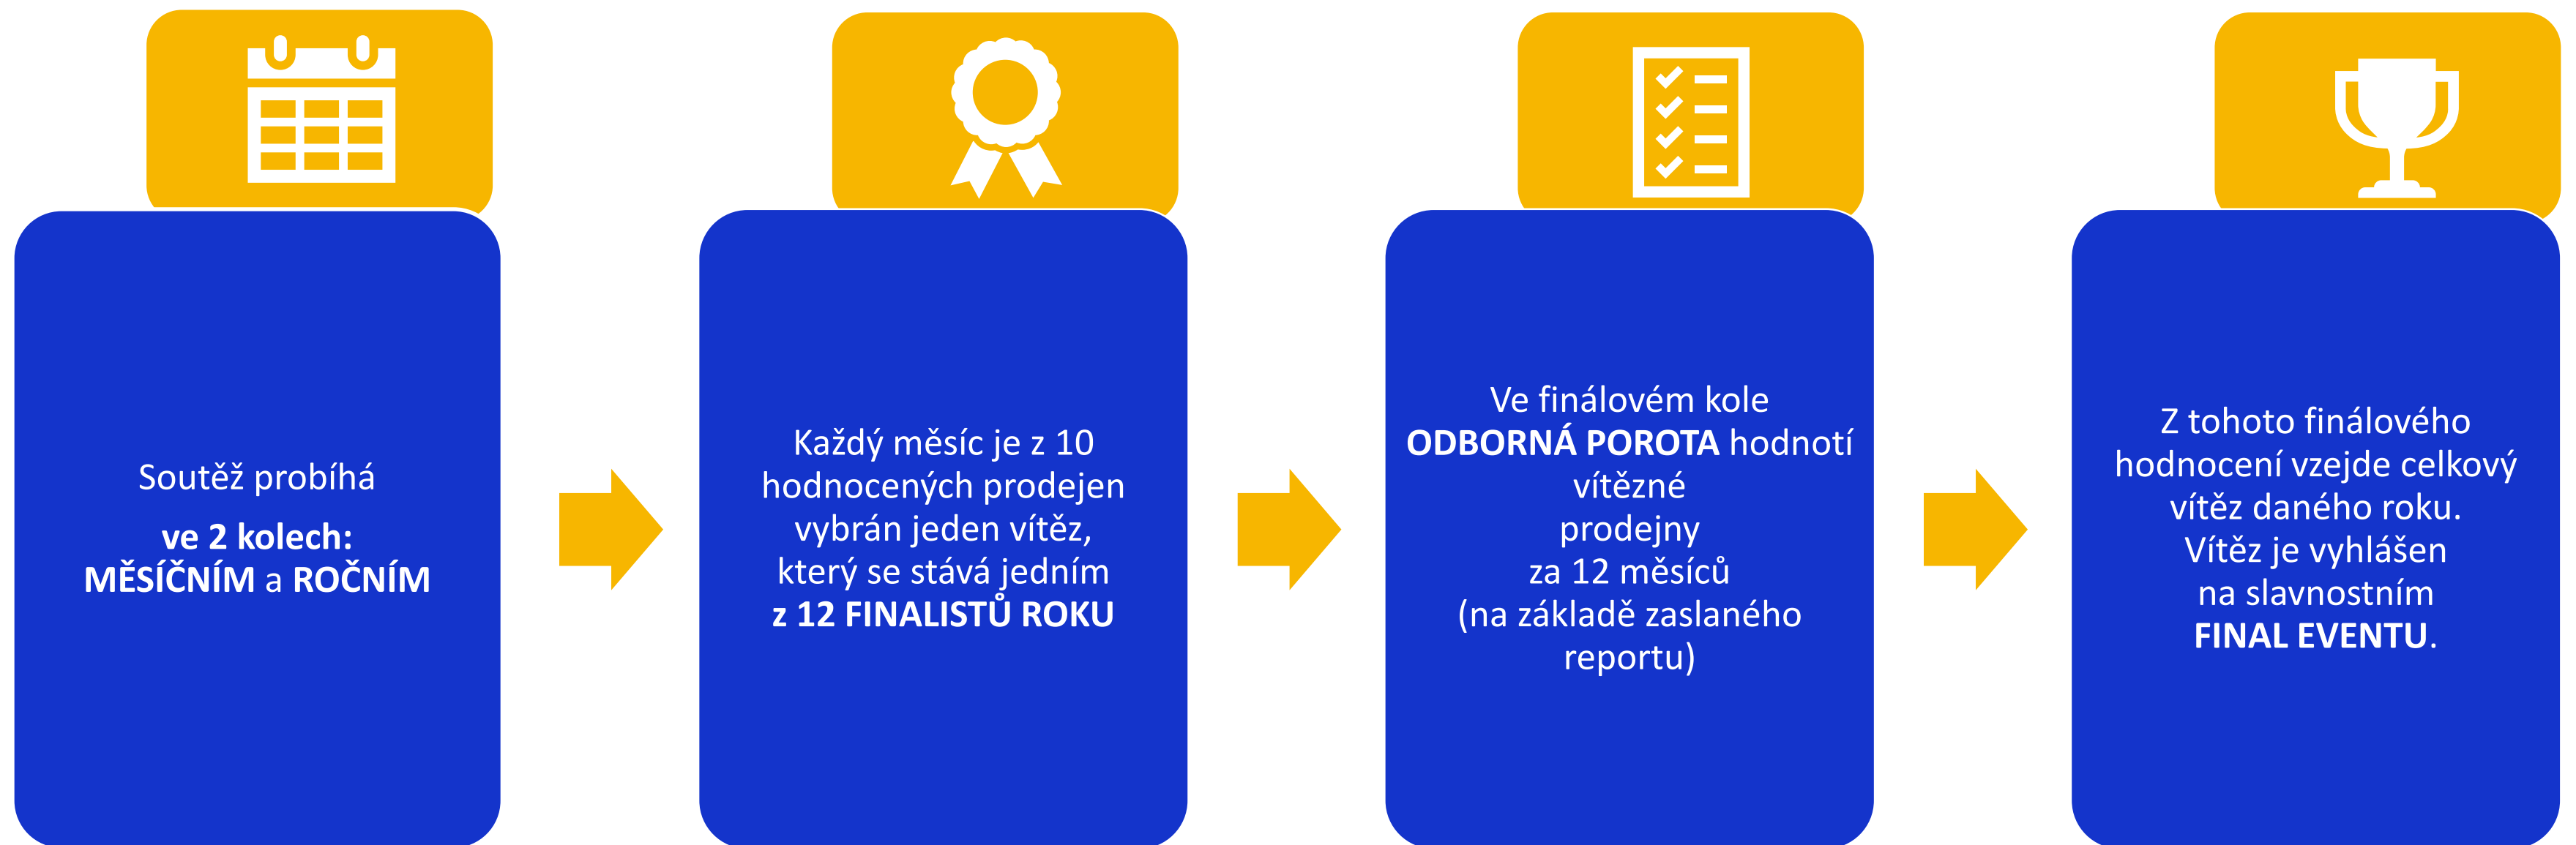 Soutěž probíhá
ve 2 kolech:
MĚSÍČNÍM a ROČNÍM
Každý měsíc je z 10
hodnocených prodejen
vybrán jeden vítěz,
který se stává jedním
z 12 FINALISTŮ ROKU
Ve finálovém kole
ODBORNÁ POROTA hodnotí
vítězné
prodejny
za 12 měsíců
(na základě zaslaného
reportu)
Z tohoto finálového
hodnocení vzejde celkový
vítěz daného roku.
Vítěz je vyhlášen
na slavnostním
FINAL EVENTU.